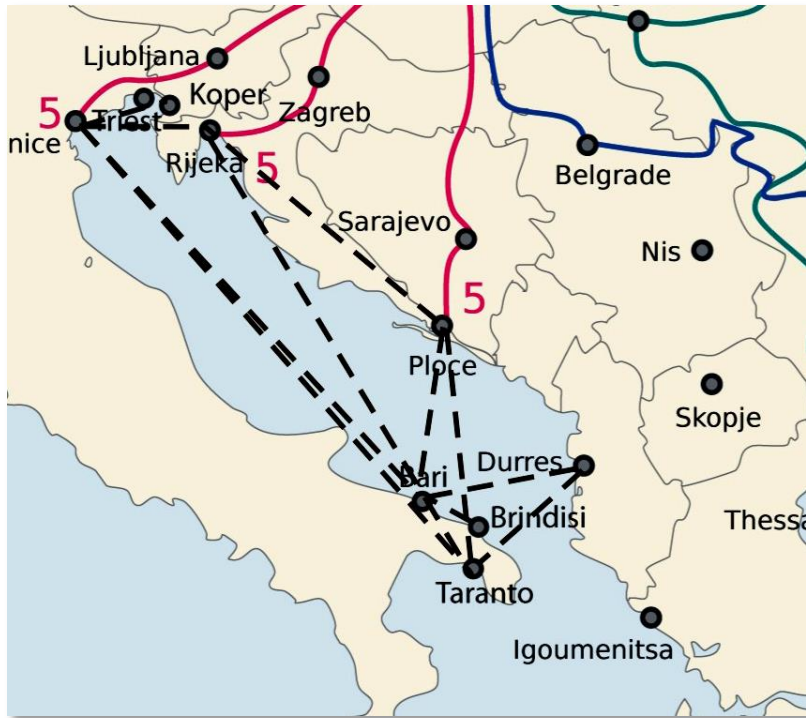 Ljubljana
Koper
5
Triest
Zagreb
nice
Rijeka
5
Belgrade
Sarajevo
Nis
5
Ploce
Skopje
Durres
Bari
Brindisi
Thessa
Taranto
Igoumenitsa